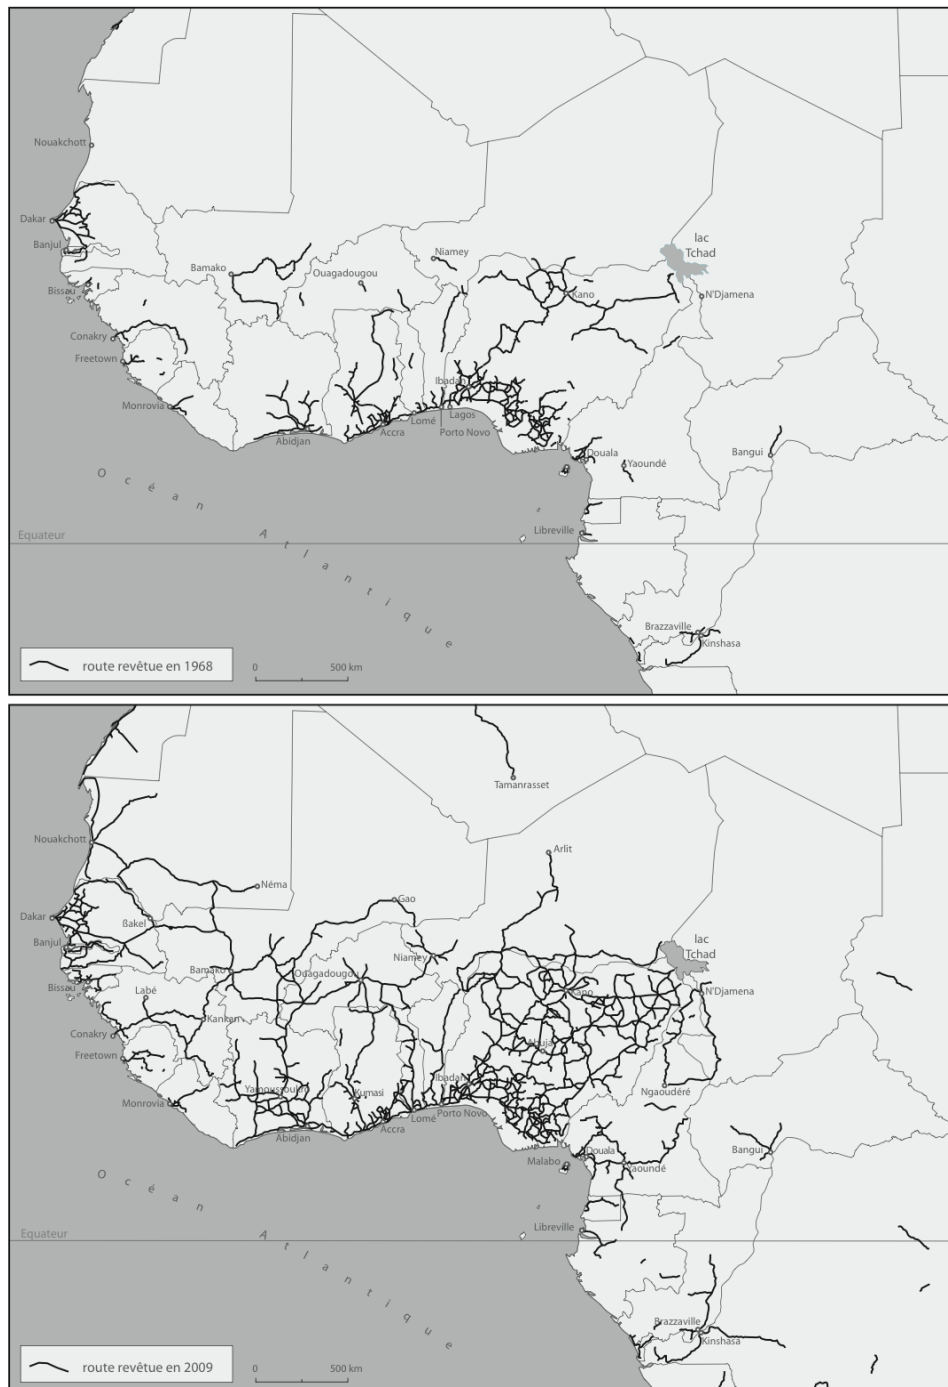 Nouakchott
Dakar
lac
Tchad
Banjul
Niamey
Bamako
Ouagadougou
Bissau
Kano
N'Djamena
Conakry
Freetown
Ibadan
Monrovia
Lomé
Lagos
Abidjan
Accra
Porto Novo
Douala
Yaoundé
Bangui
Océan Atlantique
Libreville
Equateur
Brazzaville
Kinshasa
route revêtue en 1968
0 500 km
Tamanrasset
Nouakchott
Arlit
Néma
Gao
Dakar
Bakel
lac
Tchad
Banjul
Niamey
Bamako
Ouagadougou
Bissau
Labé
Kano
N'Djamena
Kankan
Conakry
Abuja
Freetown
Ibadan
Ngaoudéré
Yamoussoukro
Kumasi
Monrovia
Lomé
Porto Novo
Abidjan
Accra
Douala
Bangui
Malabo
Yaoundé
Océan Atlantique
Libreville
Equateur
Brazzaville
Kinshasa
route revêtue en 2009
0 500 km